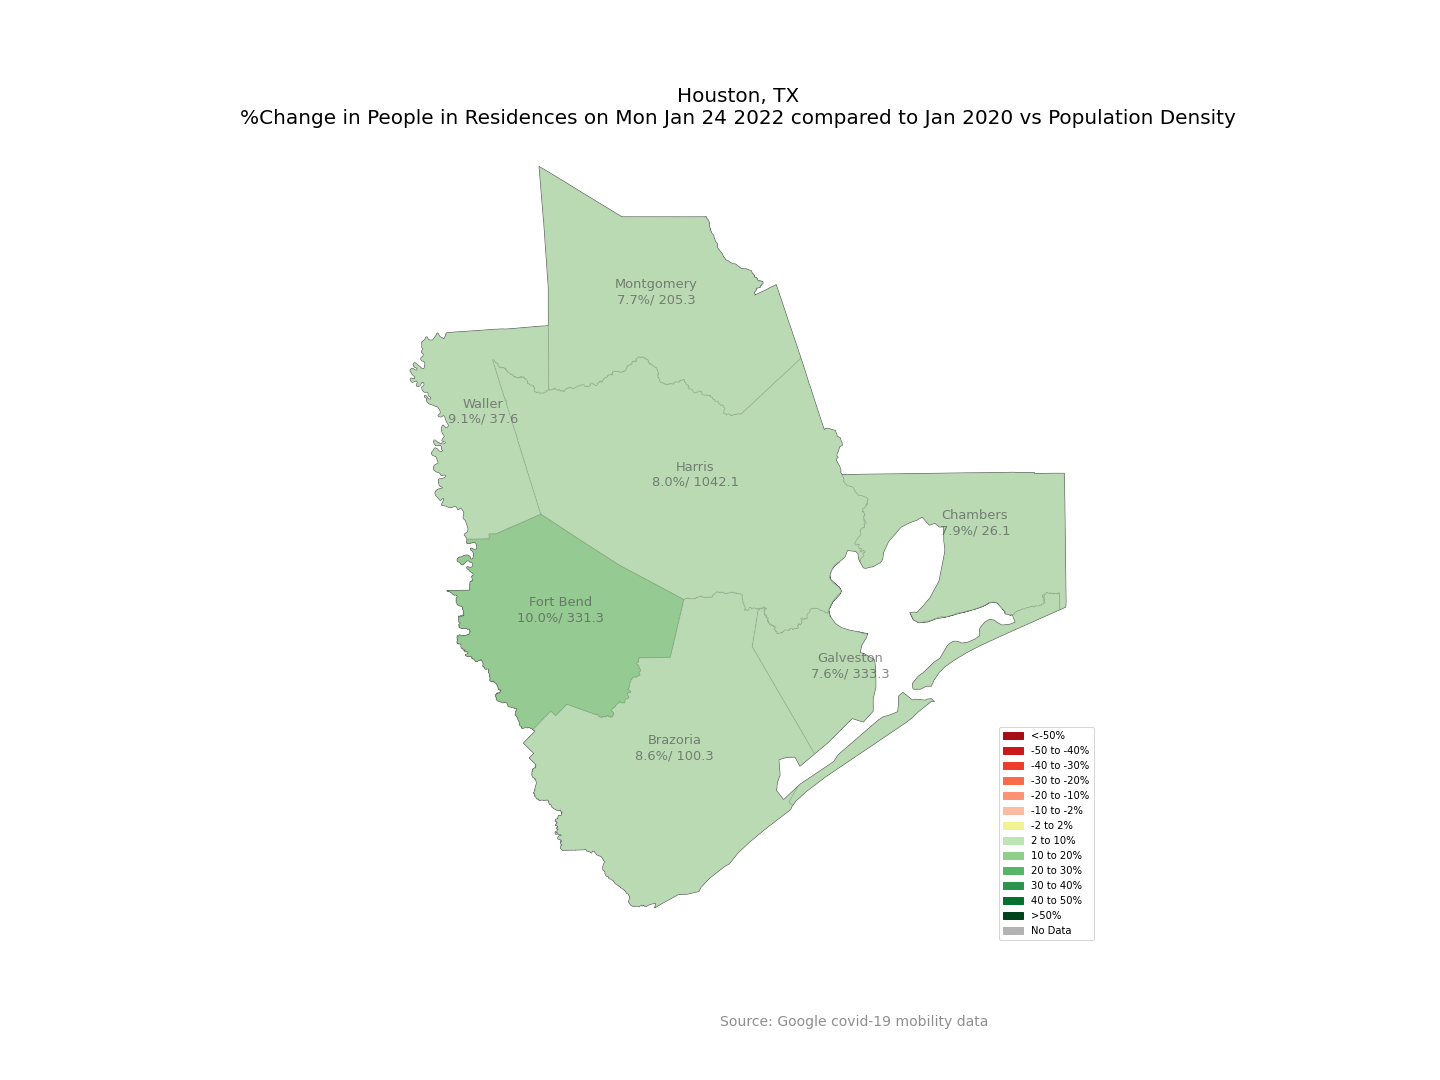 Houston, TX
%Change in People in Residences on Mon Jan 24 2022 compared to Jan 2020 vs Population Density
Montgomery
7.7%/ 205.3
Waller
9.1%/ 37.6
Harris
8.0%/ 1042.1
Chambers
7.9%/ 26.1
Fort Bend
10.0%/ 331.3
Galveston
7.6%/ 333.3
Brazoria
8.6%/ 100.3
<-50%
-50 to -40%
-40 to -30%
-30 to -20%
-20 to -10%
-10 to -2%
-2 to 2%
2 to 10%
10 to 20%
20 to 30%
30 to 40%
40 to 50%
>50%
No Data
Source: Google covid-19 mobility data